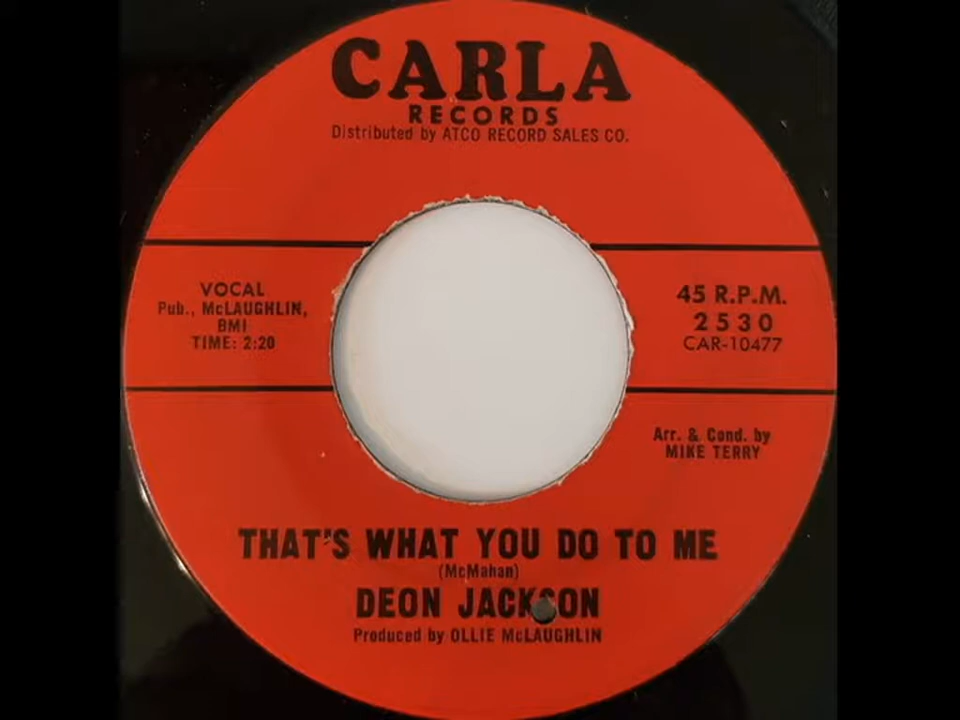 CARLA
RECORDS
Distributed by ATCO RECORD SALES CO.
VOCAL
Pub., McLAUGHLIN,
BMI
TIME: 2:20
45 R.P.M.
2530
CAR-10477
Arr. & Cond. by
MIKE TERRY
THAT'S WHAT YOU DO TO ME
(McMahan)
DEON JACKSON
Produced by OLLIE McLAUGHLIN